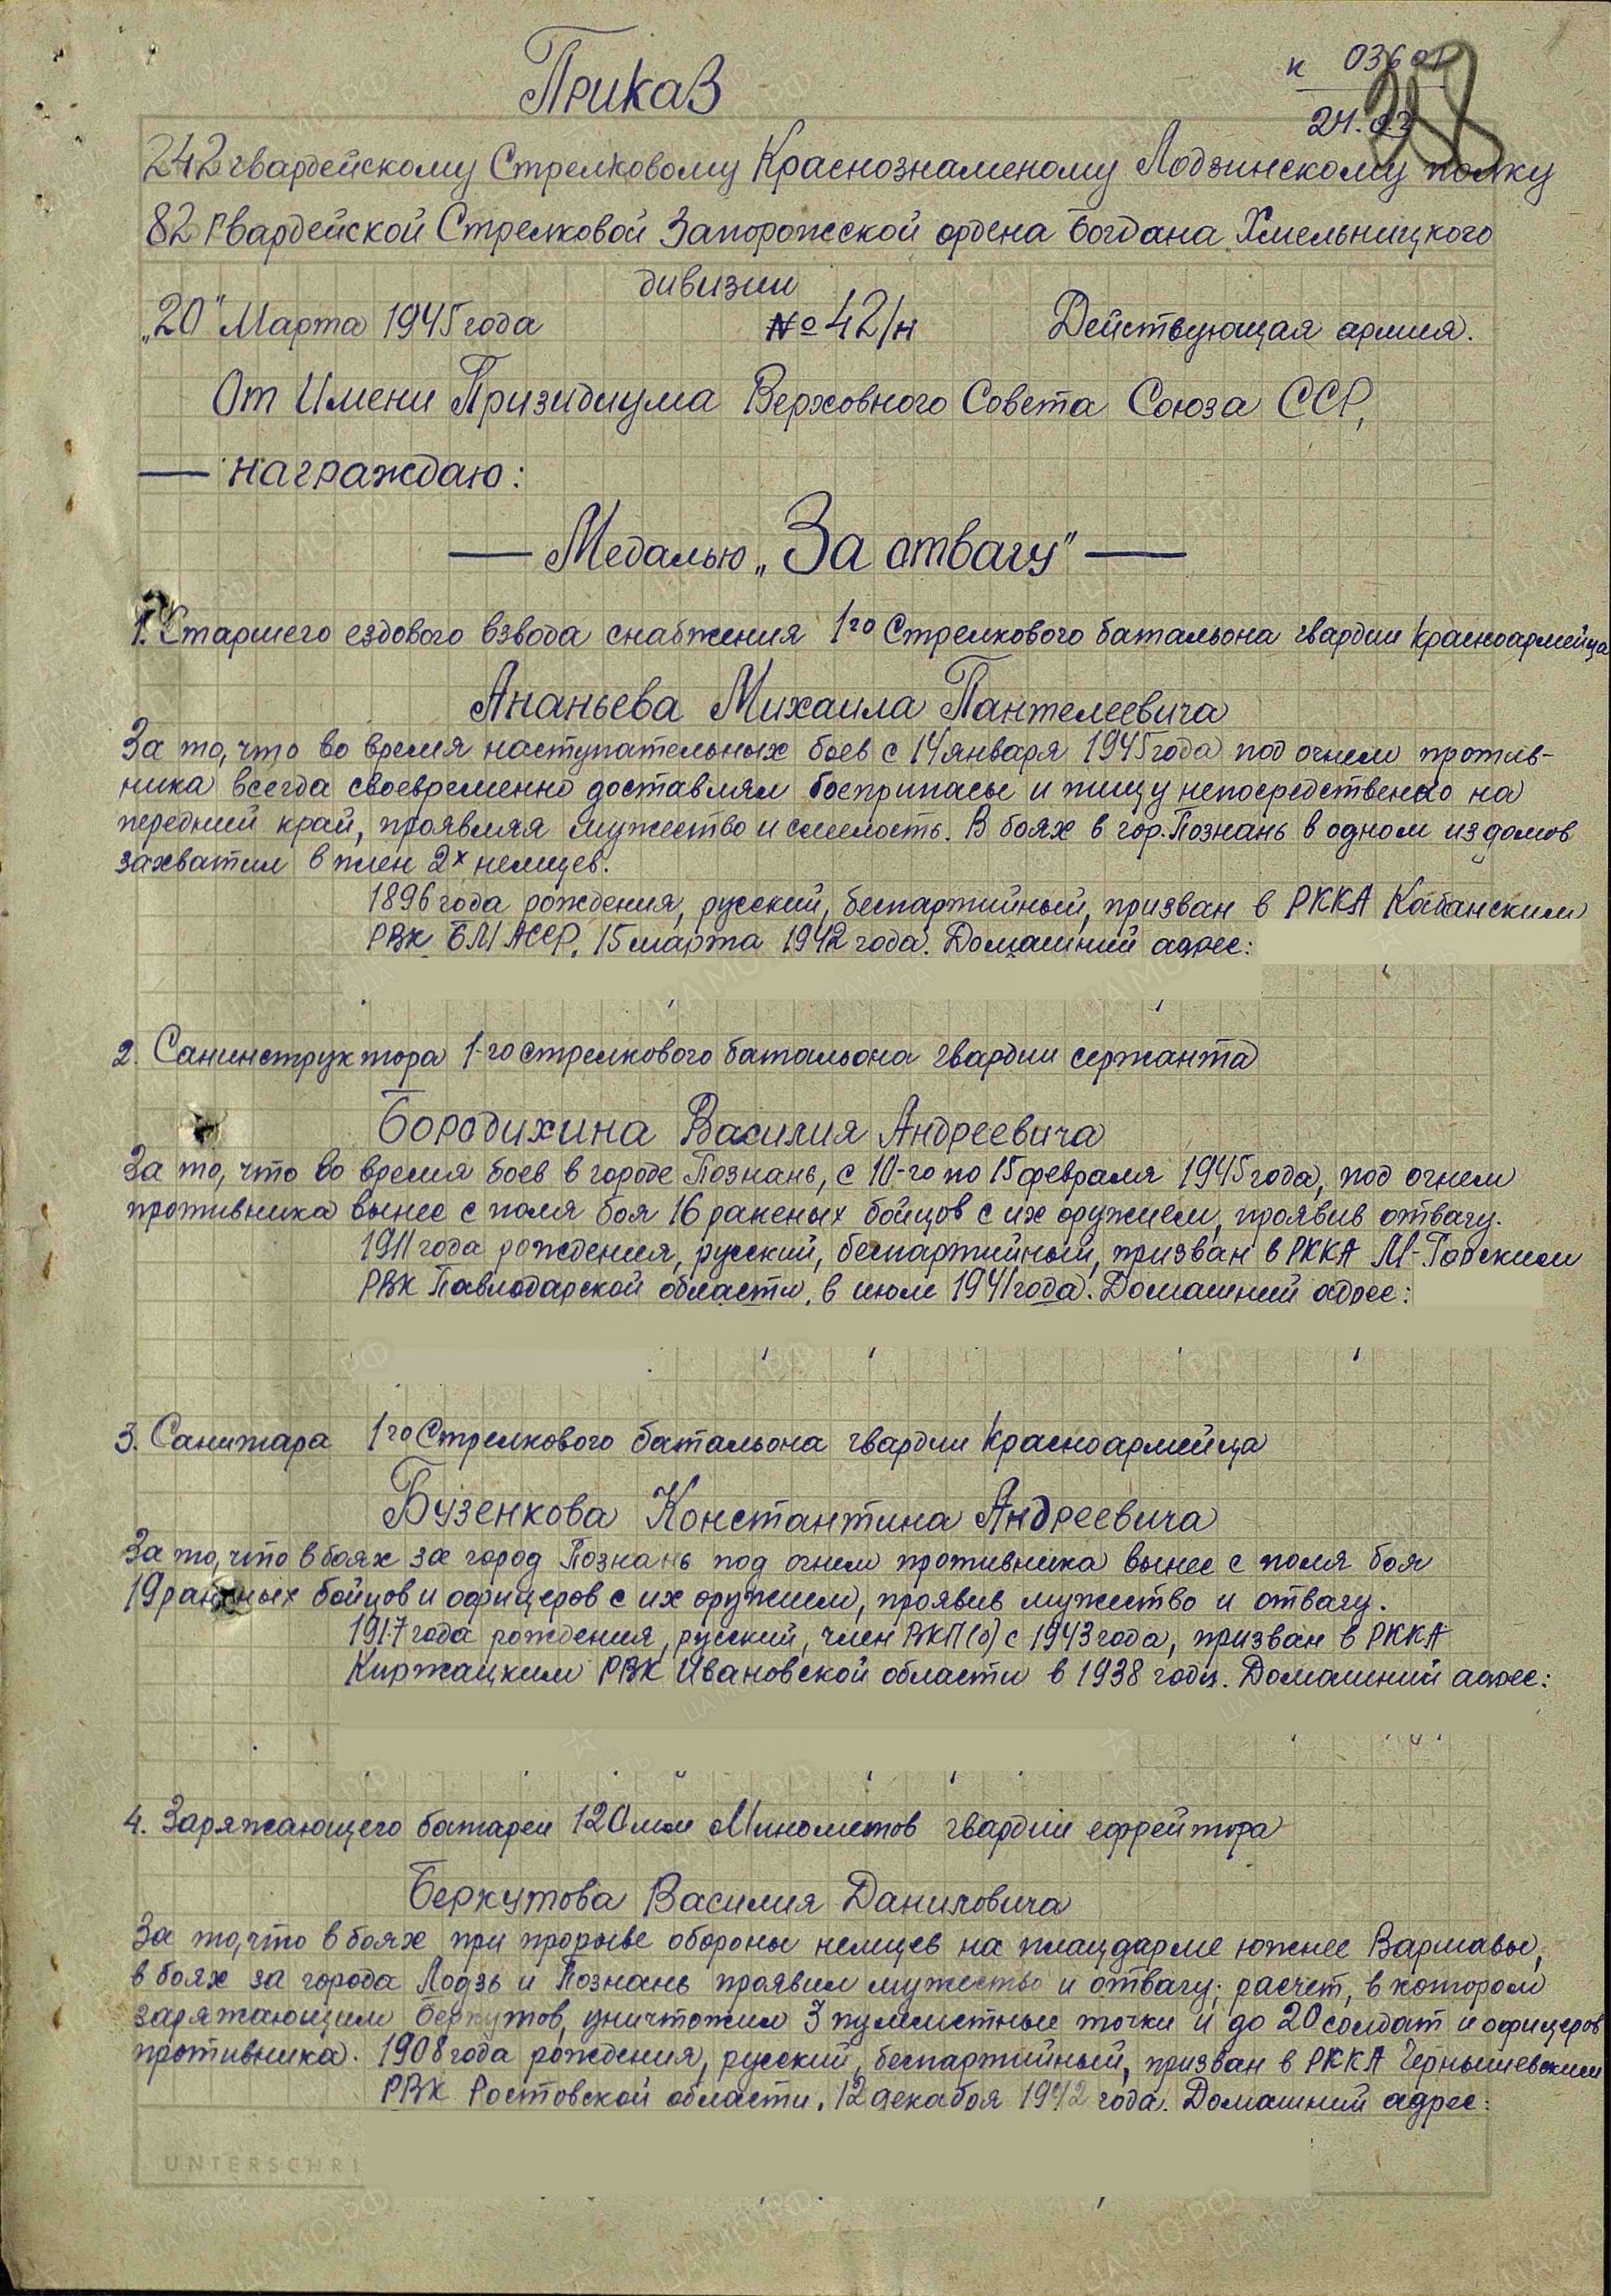 Приказ
к 03601
24.03
258
242 гвардейскому Стрелковому Краснознаменому Лодзинскому полку
82 Гвардейской Стрелковой Запорожской ордена Богдана Хмельницкого
дивизии
„20" Марта 1945 года № 42/н Действующая армия.
От Имени Призидиума Верховного Совета Союза ССР,
— награждаю:
— Медалью „За отвагу" —
1. Старшего ездового взвода снабжения 1го Стрелкового батальона гвардии красноармейца
Ананьева Михаила Пантелеевича
За то, что во время наступательных боев с 14 января 1945 года под огнем против-
ника всегда своевременно доставлял боеприпасы и пищу непосредственно на
передний край, проявляя мужество и смелость. В боях в гор. Познань в одном из домов
захватил в плен 2х немцев.
1896 года рождения, русский, беспартийный, призван в РККА Кабанским
РВК БМ АССР, 15 марта 1942 года. Домашний адрес:
2. Санинструктора 1-го стрелкового батальона гвардии сержанта
Бородихина Василия Андреевича
За то, что во время боев в городе Познань, с 10-го по 15 февраля 1945 года, под огнем
противника вынес с поля боя 16 раненых бойцов с их оружием, проявив отвагу.
1911 года рождения, русский, беспартийный, призван в РККА
РВК Павлодарской области, в июле 1941 года. Домашний адрес:
3. Санитара 1го Стрелкового батальона гвардии Красноармейца
Бузенкова Константина Андреевича
За то, что в боях за город Познань под огнем противника вынес с поля боя
19 раненых бойцов и офицеров с их оружием, проявив мужество и отвагу.
1917 года рождения, русский, член ВКП(б) с 1943 года, призван в РККА
Киржацким РВК Ивановской области в 1938 году. Домашний адрес:
4. Заряжающего батареи 120 мм Минометов гвардии ефрейтора
Беркутова Василия Даниловича
За то, что в боях при прорыве обороны немцев на плацдарме южнее Варшавы,
в боях за города Лодзь и Познань проявил мужество и отвагу; расчет, в котором
заряжающим Беркутов, уничтожил 3 пулеметные точки и до 20 солдат и офицеров
противника. 1908 года рождения, русский, беспартийный, призван в РККА Чернышевским
РВК Ростовской области, 12 декабря 1942 года. Домашний адрес:
UNTERSCHRI